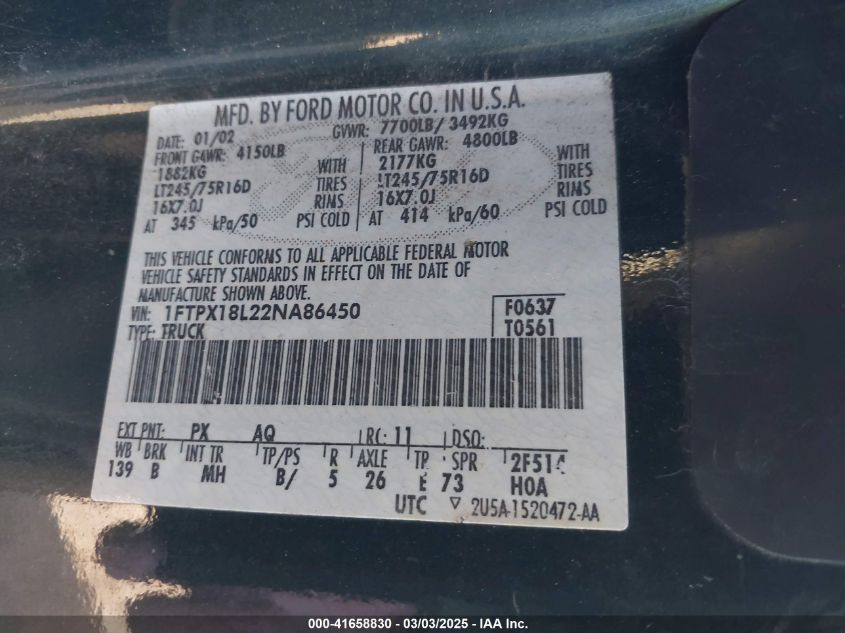 MFD. BY FORD MOTOR CO. IN U.S.A.
DATE: 01/02 GVWR: 7700LB/ 3492KG
FRONT GAWR: 4150LB REAR GAWR: 4800LB
1882KG WITH 2177KG WITH
LT245/75R16D TIRES LT245/75R16D TIRES
16X7.0J RIMS 16X7.0J RIMS
AT 345 kPa/50 PSI COLD AT 414 kPa/60 PSI COLD
THIS VEHICLE CONFORMS TO ALL APPLICABLE FEDERAL MOTOR
VEHICLE SAFETY STANDARDS IN EFFECT ON THE DATE OF
MANUFACTURE SHOWN ABOVE.
VIN: 1FTPX18L22NA86450 F0637
TYPE: TRUCK T0561
EXT PNT: PX AQ RC: 11 DSO:
WB BRK INT TR TP/PS R AXLE TP SPR 2F514
139 B MH B/ 5 26 E 73 HOA
UTC 2U5A-1520472-AA
000-41658830 - 03/03/2025 - IAA Inc.